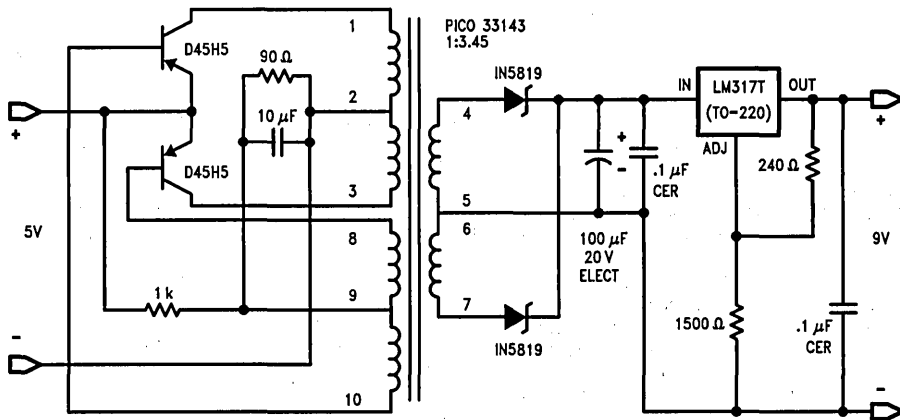 1
PICO 33143
1:3.45
D45H5
90 Ω
IN5819
IN
LM317T
(TO-220)
OUT
2
4
+
10 μF
+
-
ADJ
+
D45H5
.1 μF
CER
240 Ω
3
5
5V
8
6
100 μF
20 V
ELECT
9V
1 k
9
7
1500 Ω
.1 μF
CER
-
IN5819
10
-